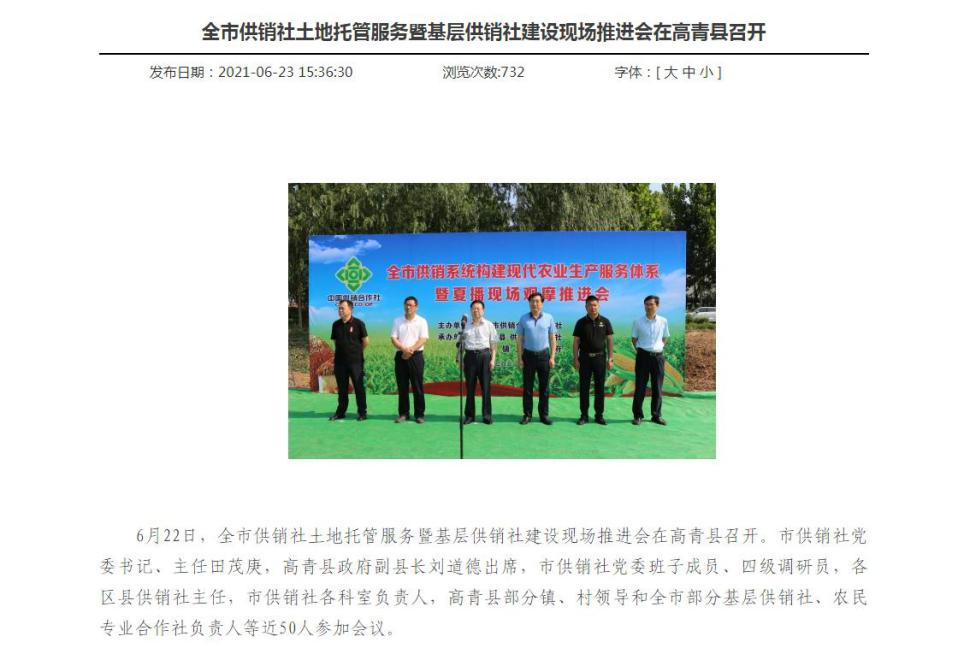 全市供销社土地托管服务暨基层供销社建设现场推进会在高青县召开
发布日期：2021-06-23 15:36:30 浏览次数:732 字体：[ 大 中 小 ]
全市供销系统构建现代农业生产服务体系
暨夏播现场观摩推进会
中国供销合作社
主办单
市供销
社
承办
县 供
社
镇
6月22日，全市供销社土地托管服务暨基层供销社建设现场推进会在高青县召开。市供销社党
委书记、主任田茂庚，高青县政府副县长刘道德出席，市供销社党委班子成员、四级调研员，各
区县供销社主任，市供销社各科室负责人，高青县部分镇、村领导和全市部分基层供销社、农民
专业合作社负责人等近50人参加会议。